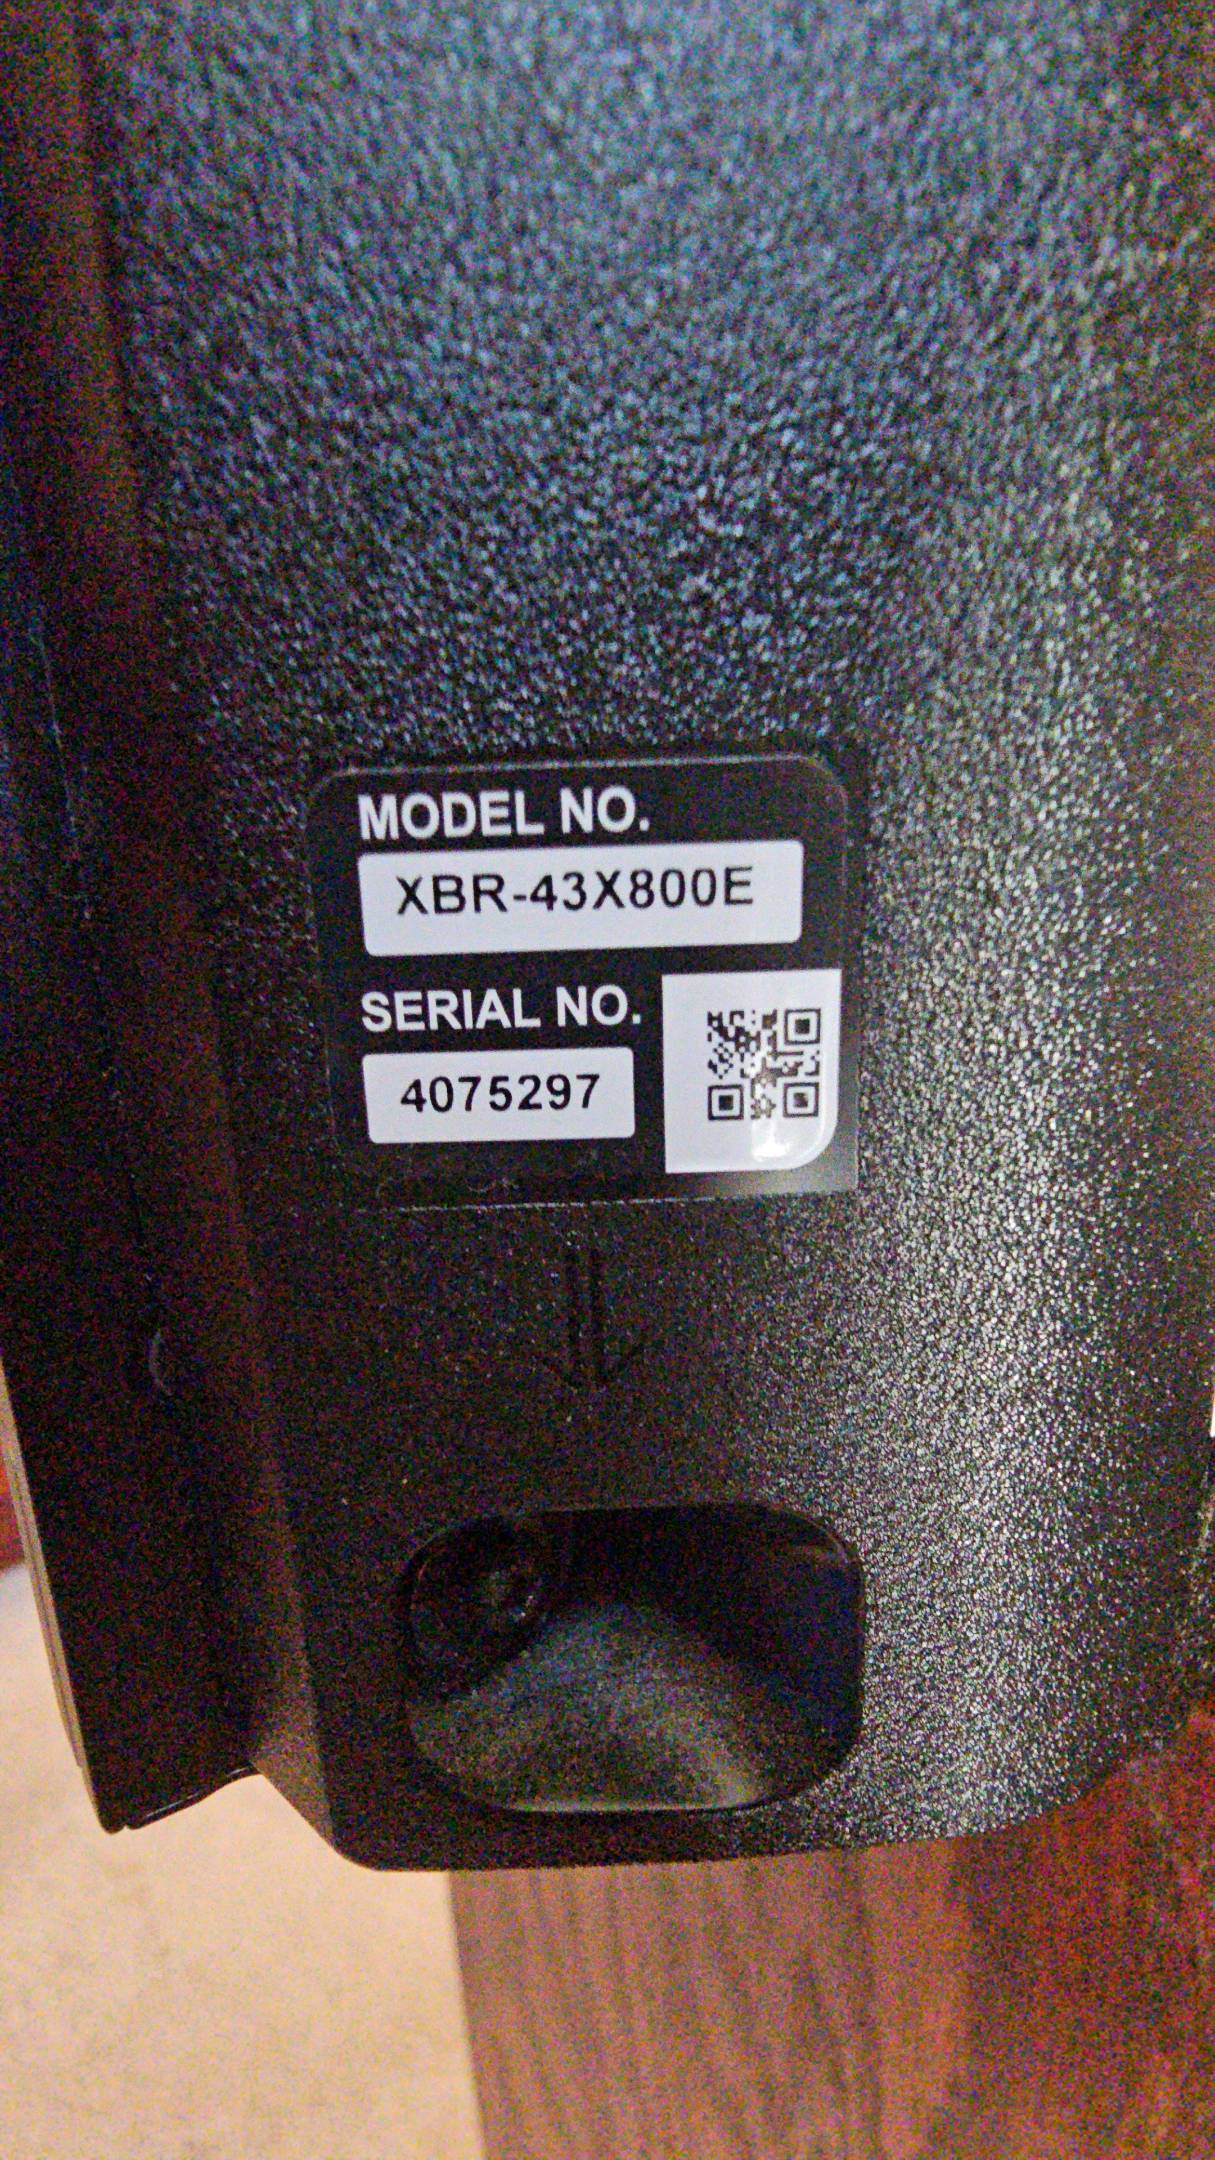 MODEL NO.
XBR-43X800E
SERIAL NO.
4075297